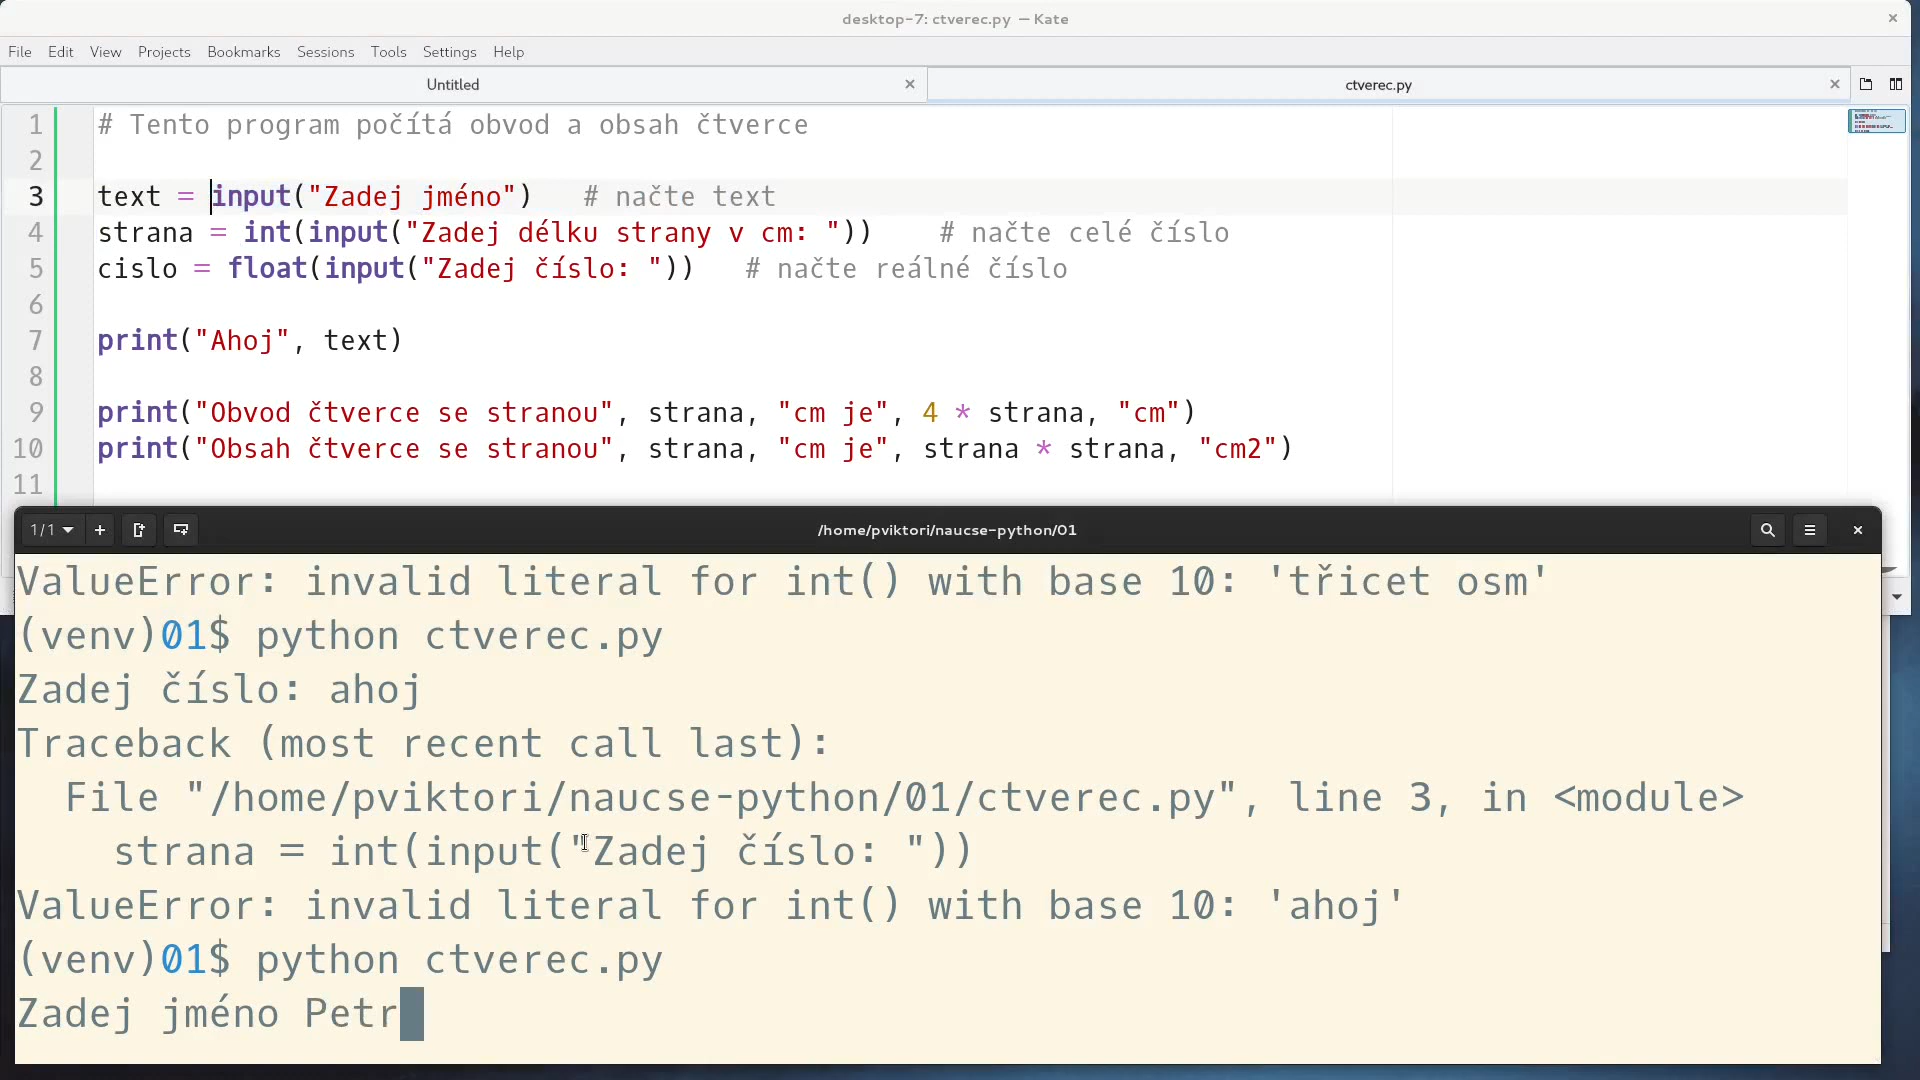 desktop-7: ctverec.py — Kate
File Edit View Projects Bookmarks Sessions Tools Settings Help
Untitled ctverec.py
1 # Tento program počítá obvod a obsah čtverce
2
3 text = input("Zadej jméno") # načte text
4 strana = int(input("Zadej délku strany v cm: ")) # načte celé číslo
5 cislo = float(input("Zadej číslo: ")) # načte reálné číslo
6
7 print("Ahoj", text)
8
9 print("Obvod čtverce se stranou", strana, "cm je", 4 * strana, "cm")
10 print("Obsah čtverce se stranou", strana, "cm je", strana * strana, "cm2")
11
1/1 /home/pviktori/naucse-python/01
ValueError: invalid literal for int() with base 10: 'třicet osm'
(venv)01$ python ctverec.py
Zadej číslo: ahoj
Traceback (most recent call last):
  File "/home/pviktori/naucse-python/01/ctverec.py", line 3, in <module>
    strana = int(input("Zadej číslo: "))
ValueError: invalid literal for int() with base 10: 'ahoj'
(venv)01$ python ctverec.py
Zadej jméno Petr